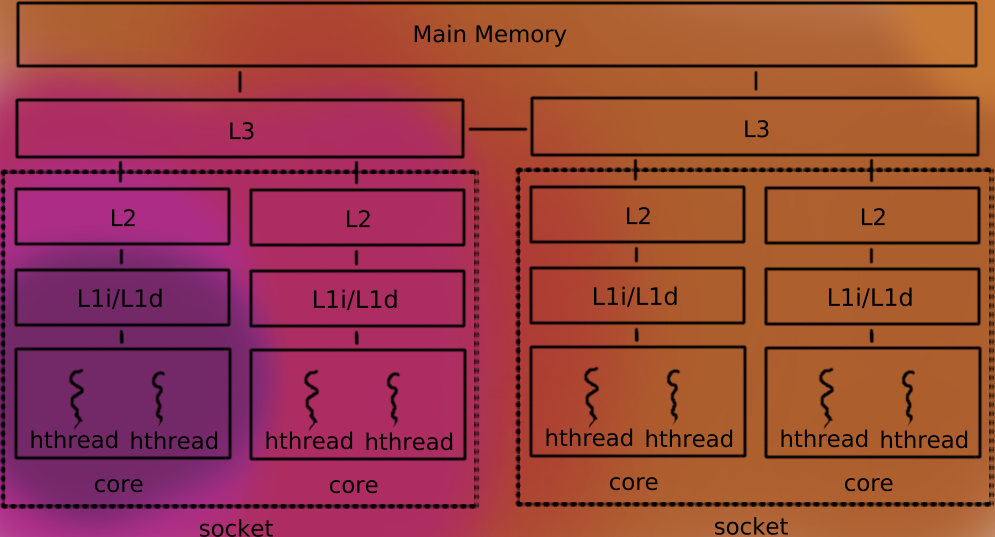 Main Memory
L3
L3
L2
L2
L2
L2
L1i/L1d
L1i/L1d
L1i/L1d
L1i/L1d
hthread hthread
hthread hthread
hthread hthread
hthread hthread
core
core
core
core
socket
socket